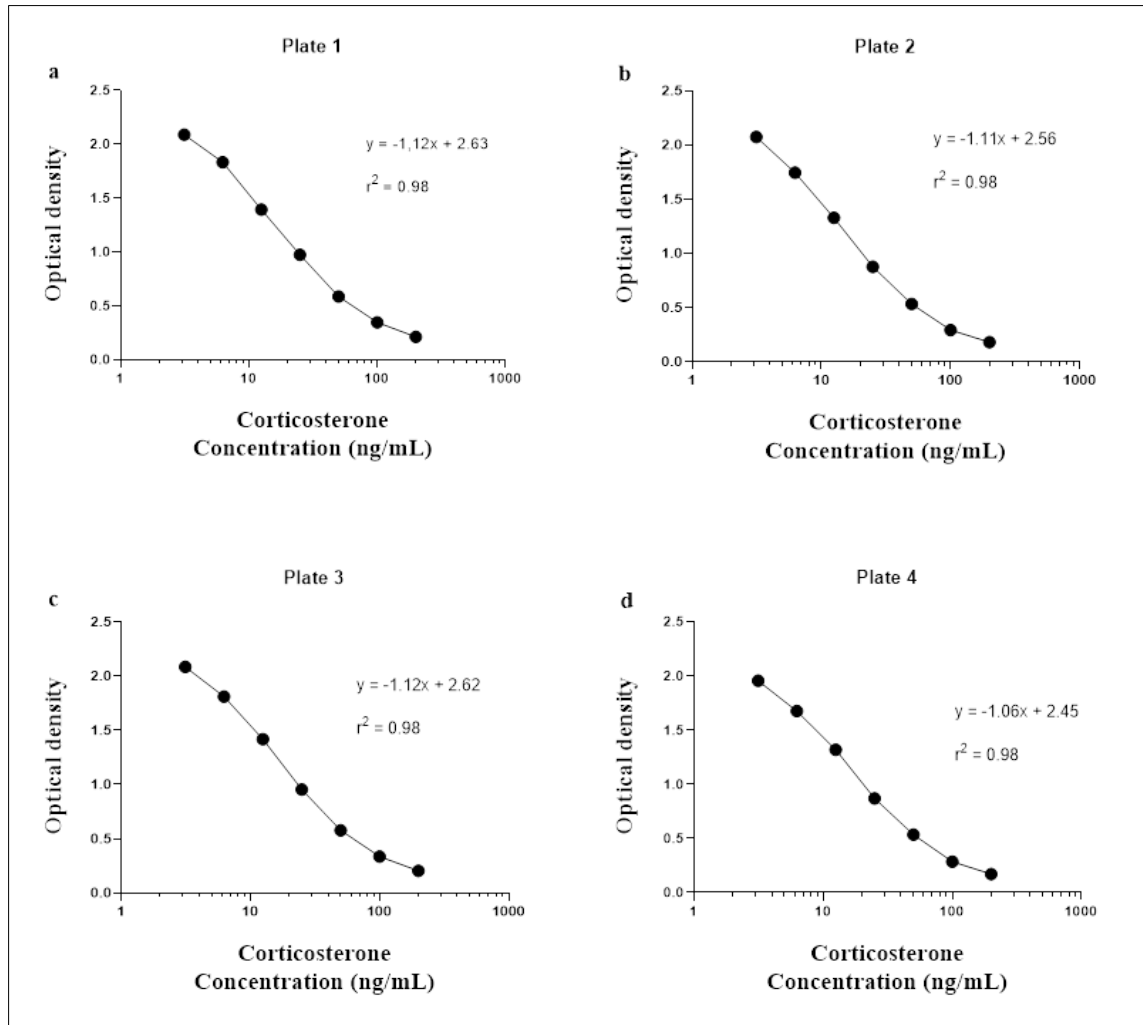 Plate 1
a
2.5
2.0
1.5
1.0
0.5
0.0
Optical density
y = -1,12x + 2.63
r² = 0.98
1 10 100 1000
Corticosterone
Concentration (ng/mL)
Plate 2
b
2.5
2.0
1.5
1.0
0.5
0.0
Optical density
y = -1.11x + 2.56
r² = 0.98
1 10 100 1000
Corticosterone
Concentration (ng/mL)
Plate 3
c
2.5
2.0
1.5
1.0
0.5
0.0
Optical density
y = -1.12x + 2.62
r² = 0.98
1 10 100 1000
Corticosterone
Concentration (ng/mL)
Plate 4
d
2.5
2.0
1.5
1.0
0.5
0.0
Optical density
y = -1.06x + 2.45
r² = 0.98
1 10 100 1000
Corticosterone
Concentration (ng/mL)